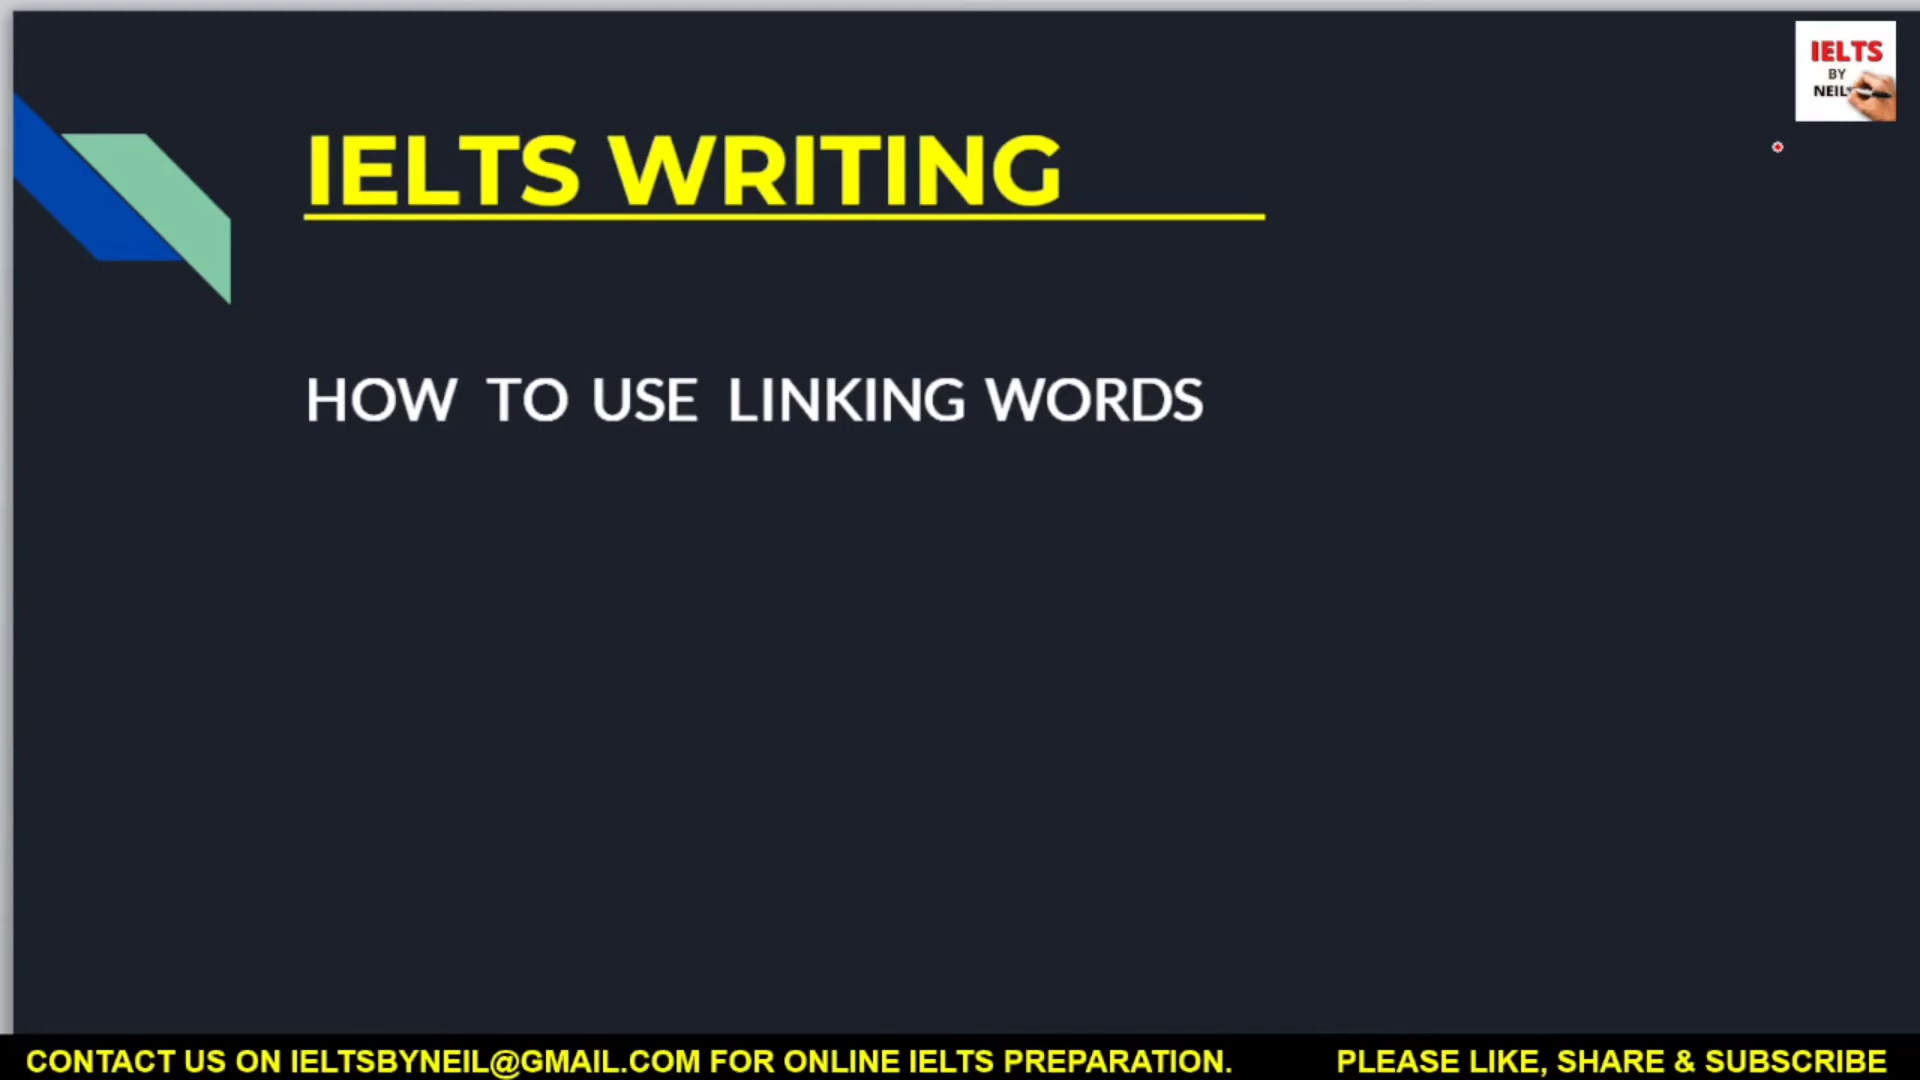 IELTS
BY
NEIL
IELTS WRITING
HOW TO USE LINKING WORDS
CONTACT US ON IELTSBYNEIL@GMAIL.COM FOR ONLINE IELTS PREPARATION. PLEASE LIKE, SHARE & SUBSCRIBE